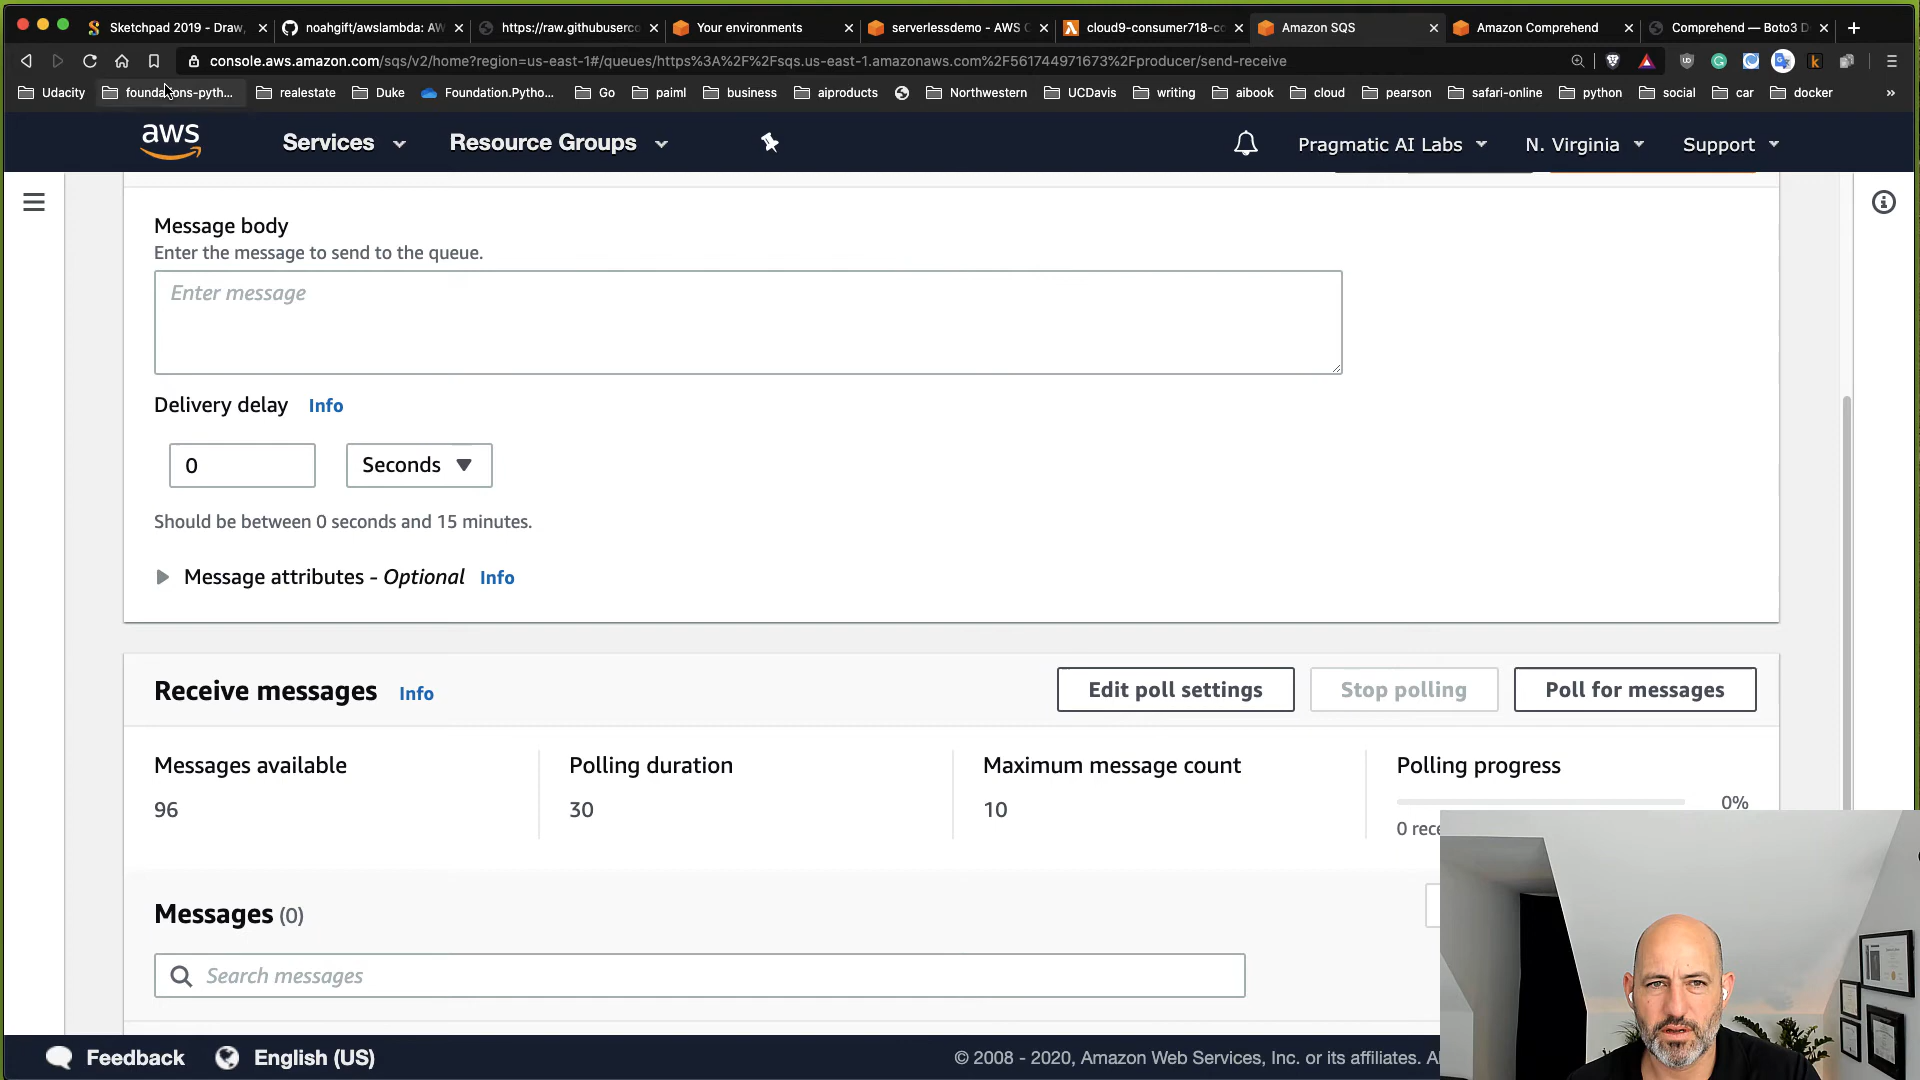 Sketchpad 2019 - Draw,
noahgift/awslambda: AW
https://raw.githubuserco
Your environments
serverlessdemo - AWS C
cloud9-consumer718-co
Amazon SQS
Amazon Comprehend
Comprehend — Boto3 D
console.aws.amazon.com/sqs/v2/home?region=us-east-1#/queues/https%3A%2F%2Fsqs.us-east-1.amazonaws.com%2F561744971673%2Fproducer/send-receive
Udacity
foundations-pyth...
realestate
Duke
Foundation.Pytho...
Go
paiml
business
aiproducts
Northwestern
UCDavis
writing
aibook
cloud
pearson
safari-online
python
social
car
docker
»
aws
Services
Resource Groups
Pragmatic AI Labs
N. Virginia
Support
Message body
Enter the message to send to the queue.
Enter message
Delivery delay Info
0
Seconds
Should be between 0 seconds and 15 minutes.
Message attributes - Optional Info
Receive messages Info
Edit poll settings
Stop polling
Poll for messages
Messages available
96
Polling duration
30
Maximum message count
10
Polling progress
0%
0 rece
Messages (0)
Search messages
Feedback
English (US)
© 2008 - 2020, Amazon Web Services, Inc. or its affiliates.